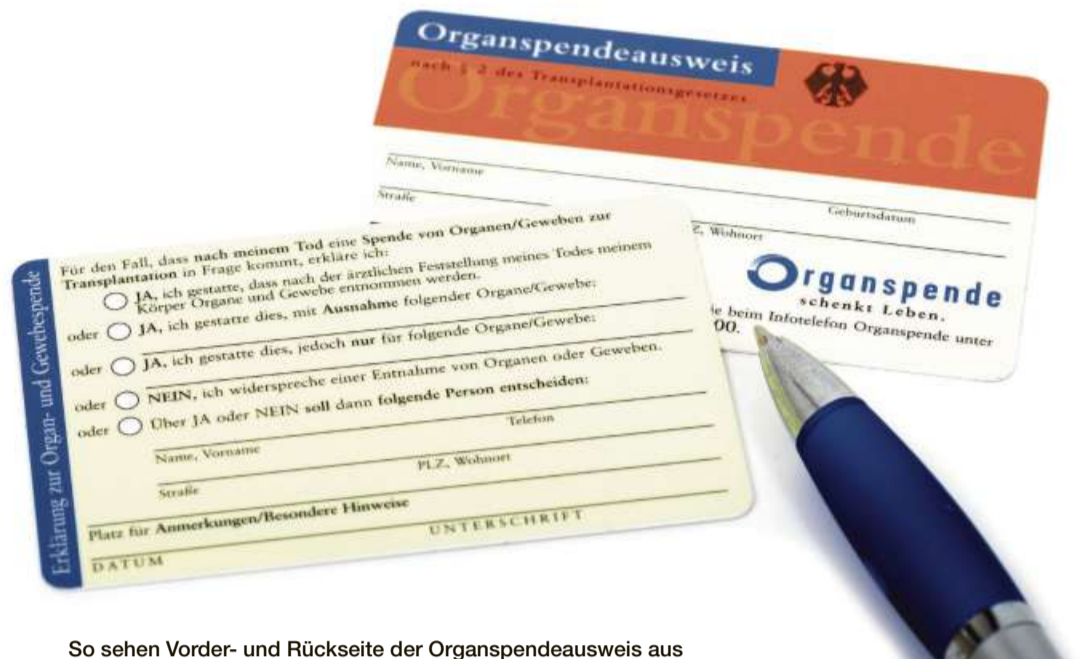 Organspendeausweis
nach § 2 des Transplantationsgesetzes
Organspende
Name, Vorname
Geburtsdatum
Straße
Z, Wohnort
Organspende
schenkt Leben.
ie beim Infotelefon Organspende unter
00.
Erklärung zur Organ- und Gewebespende
Für den Fall, dass nach meinem Tod eine Spende von Organen/Geweben zur
Transplantation in Frage kommt, erkläre ich:
JA, ich gestatte, dass nach der ärztlichen Feststellung meines Todes meinem
Körper Organe und Gewebe entnommen werden.
oder JA, ich gestatte dies, mit Ausnahme folgender Organe/Gewebe:
oder JA, ich gestatte dies, jedoch nur für folgende Organe/Gewebe:
oder NEIN, ich widerspreche einer Entnahme von Organen oder Geweben.
oder Über JA oder NEIN soll dann folgende Person entscheiden:
Name, Vorname
Telefon
Straße
PLZ, Wohnort
Platz für Anmerkungen/Besondere Hinweise
DATUM
UNTERSCHRIFT
So sehen Vorder- und Rückseite der Organspendeausweis aus